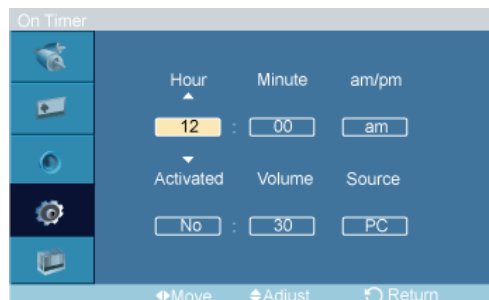 On Timer
Hour Minute am/pm
12 : 00 am
Activated Volume Source
No : 30 PC
Move Adjust Return